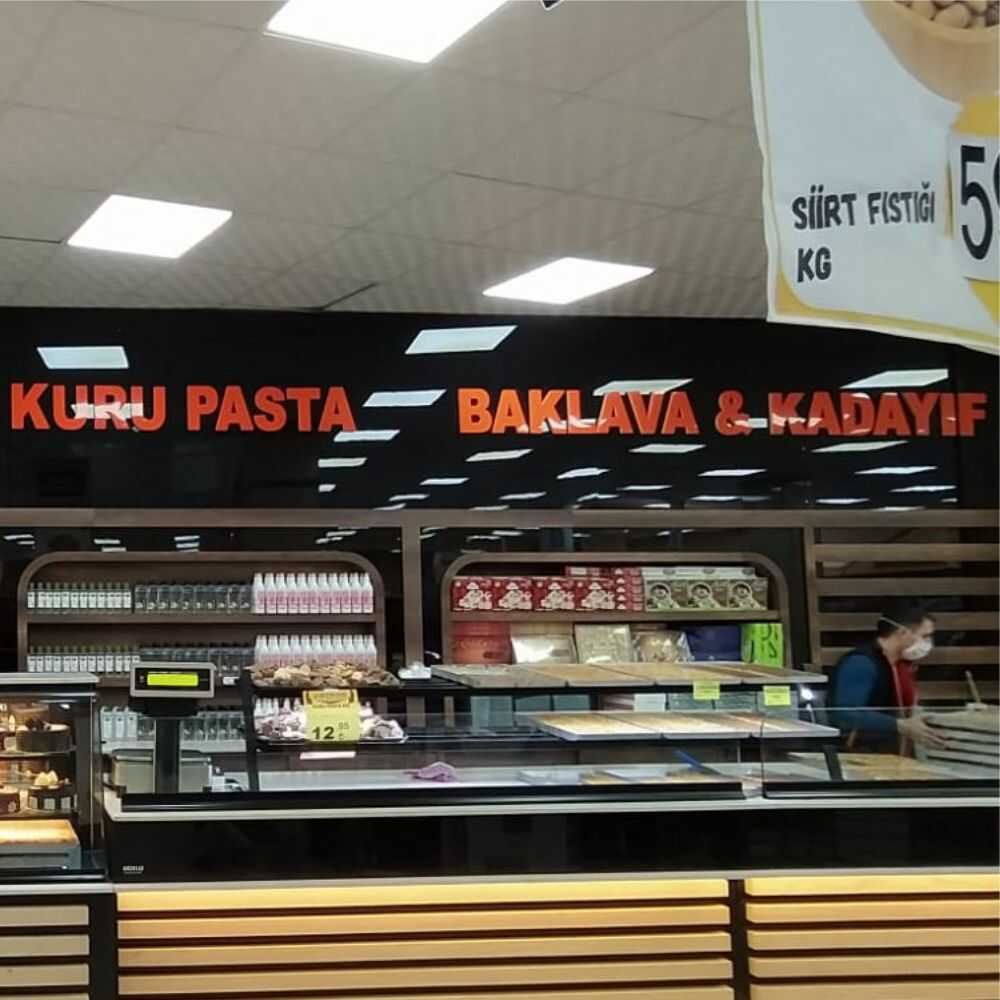 SİİRT FISTIĞI
KG
KURU PASTA
BAKLAVA & KADAYIF
12 95